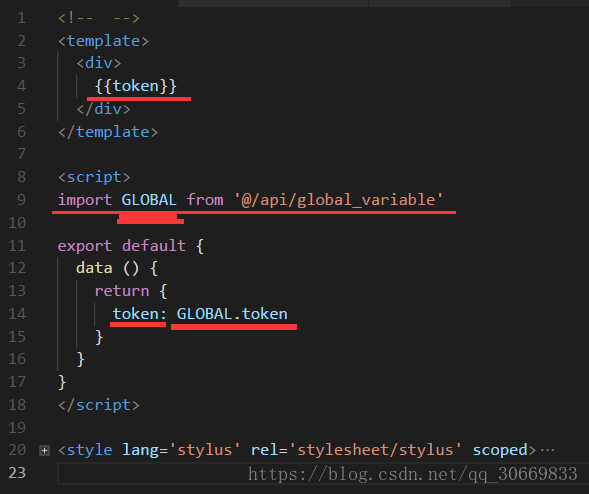 1 <!--  -->
2 <template>
3 <div>
4 {{token}}
5 </div>
6 </template>
7
8 <script>
9 import GLOBAL from '@/api/global_variable'
10
11 export default {
12 data () {
13 return {
14 token: GLOBAL.token
15 }
16 }
17 }
18 </script>
19
20 <style lang='stylus' rel='stylesheet/stylus' scoped>…
23
https://blog.csdn.net/qq_30669833